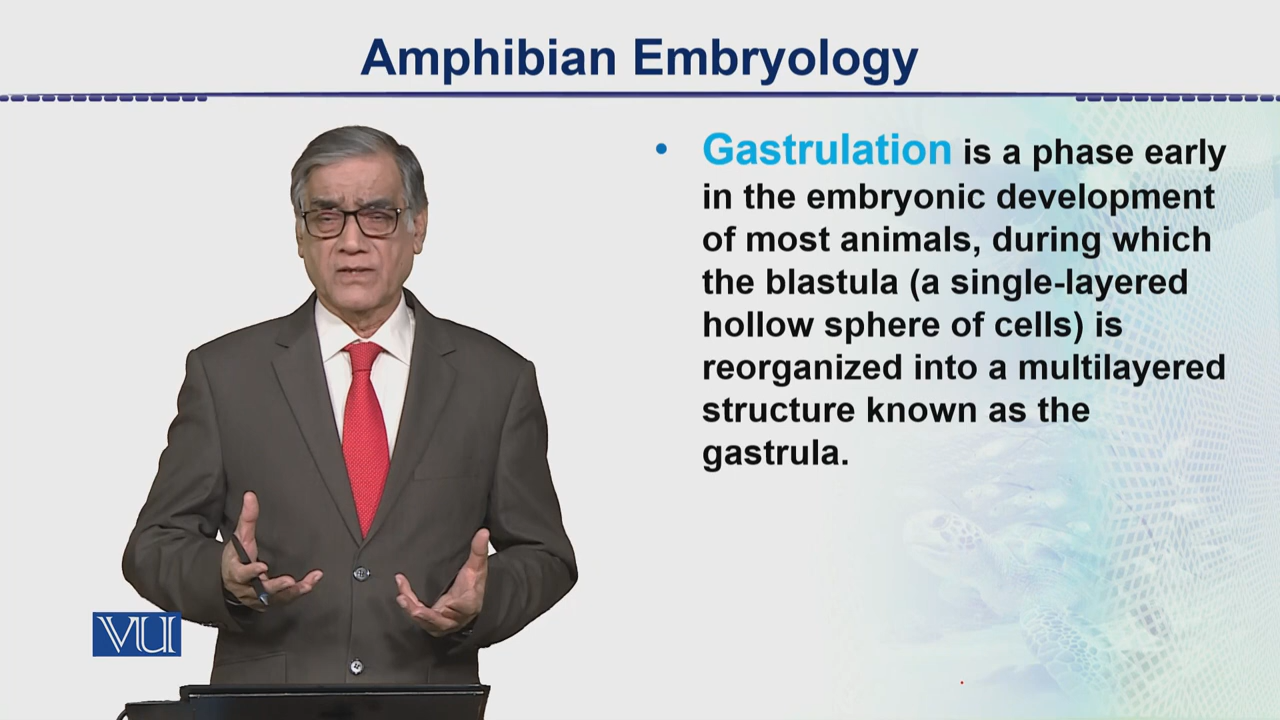 Amphibian Embryology
• Gastrulation is a phase early
in the embryonic development
of most animals, during which
the blastula (a single-layered
hollow sphere of cells) is
reorganized into a multilayered
structure known as the
gastrula.
VU